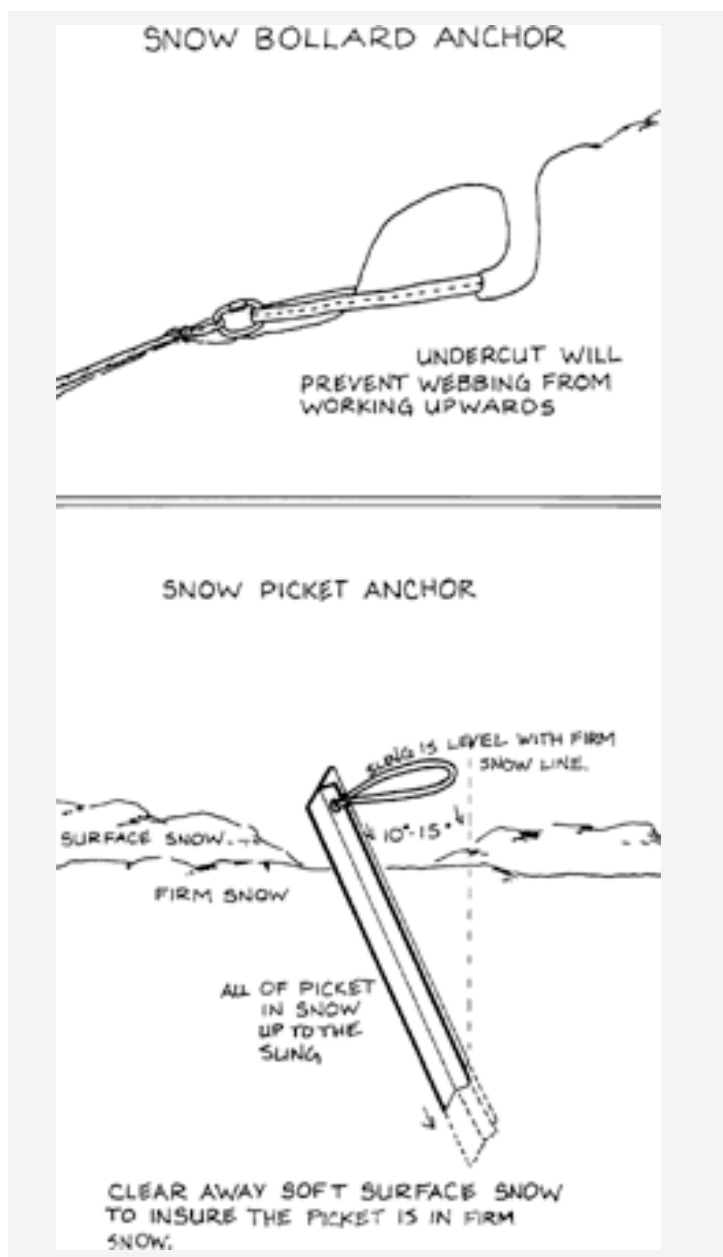 SNOW BOLLARD ANCHOR
UNDERCUT WILL
PREVENT WEBBING FROM
WORKING UPWARDS
SNOW PICKET ANCHOR
SLING IS LEVEL WITH FIRM
SNOW LINE.
10°-15°
SURFACE SNOW
FIRM SNOW
ALL OF PICKET
IN SNOW
UP TO THE
SLING
CLEAR AWAY SOFT SURFACE SNOW
TO INSURE THE PICKET IS IN FIRM
SNOW.